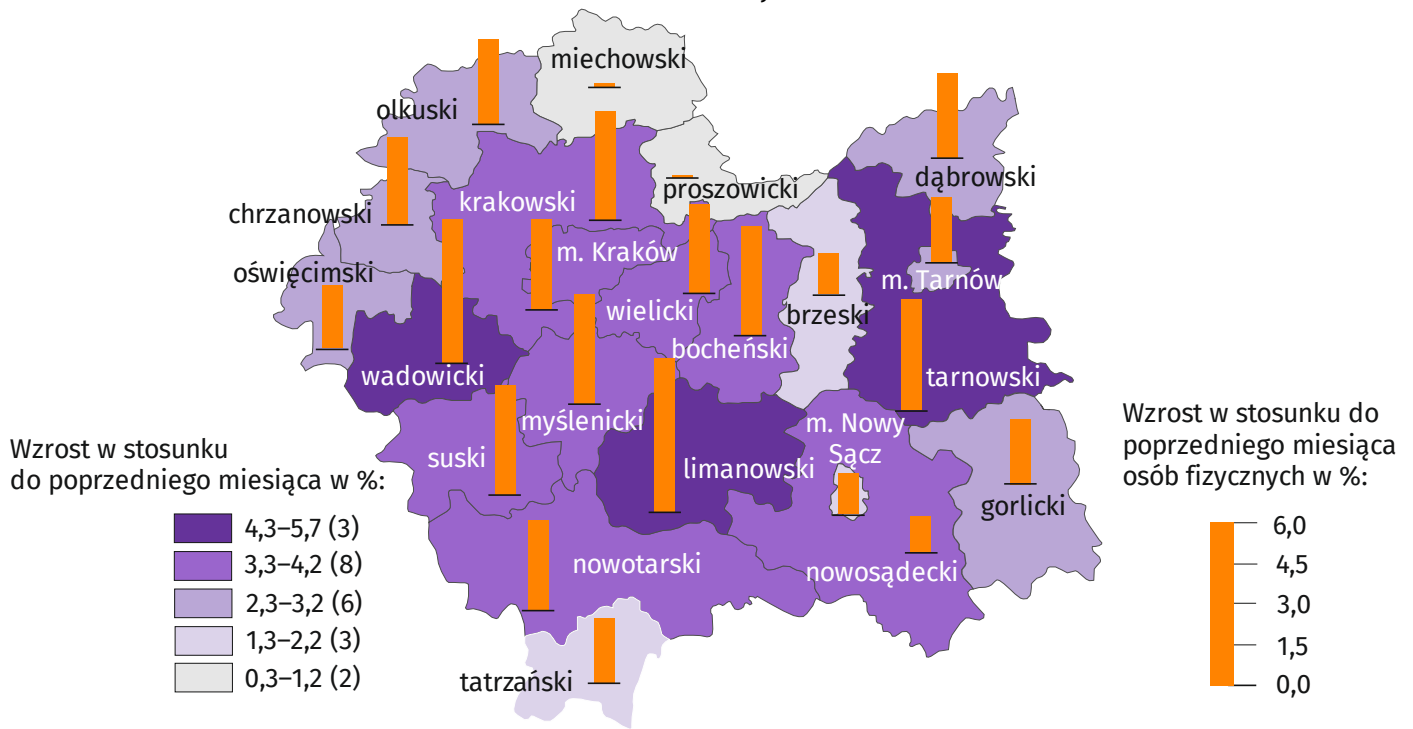 miechowski
olkuski
dąbrowski
proszowicki
krakowski
chrzanowski
m. Kraków
oświęcimski
m. Tarnów
wielicki
brzeski
bocheński
wadowicki
tarnowski
myślenicki
m. Nowy
Sącz
suski
limanowski
gorlicki
nowotarski
nowosądecki
tatrzański
Wzrost w stosunku
do poprzedniego miesiąca w %:
4,3–5,7 (3)
3,3–4,2 (8)
2,3–3,2 (6)
1,3–2,2 (3)
0,3–1,2 (2)
Wzrost w stosunku do
poprzedniego miesiąca
osób fizycznych w %:
6,0
4,5
3,0
1,5
0,0